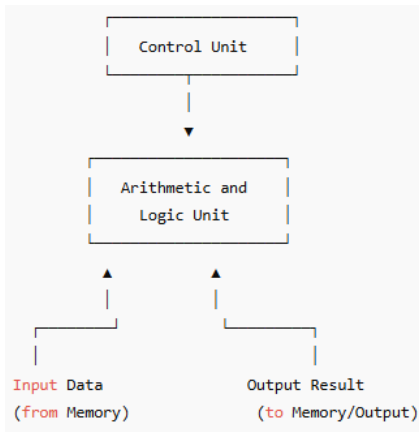 Control Unit
Arithmetic and
Logic Unit
Input Data
Output Result
(from Memory)
(to Memory/Output)